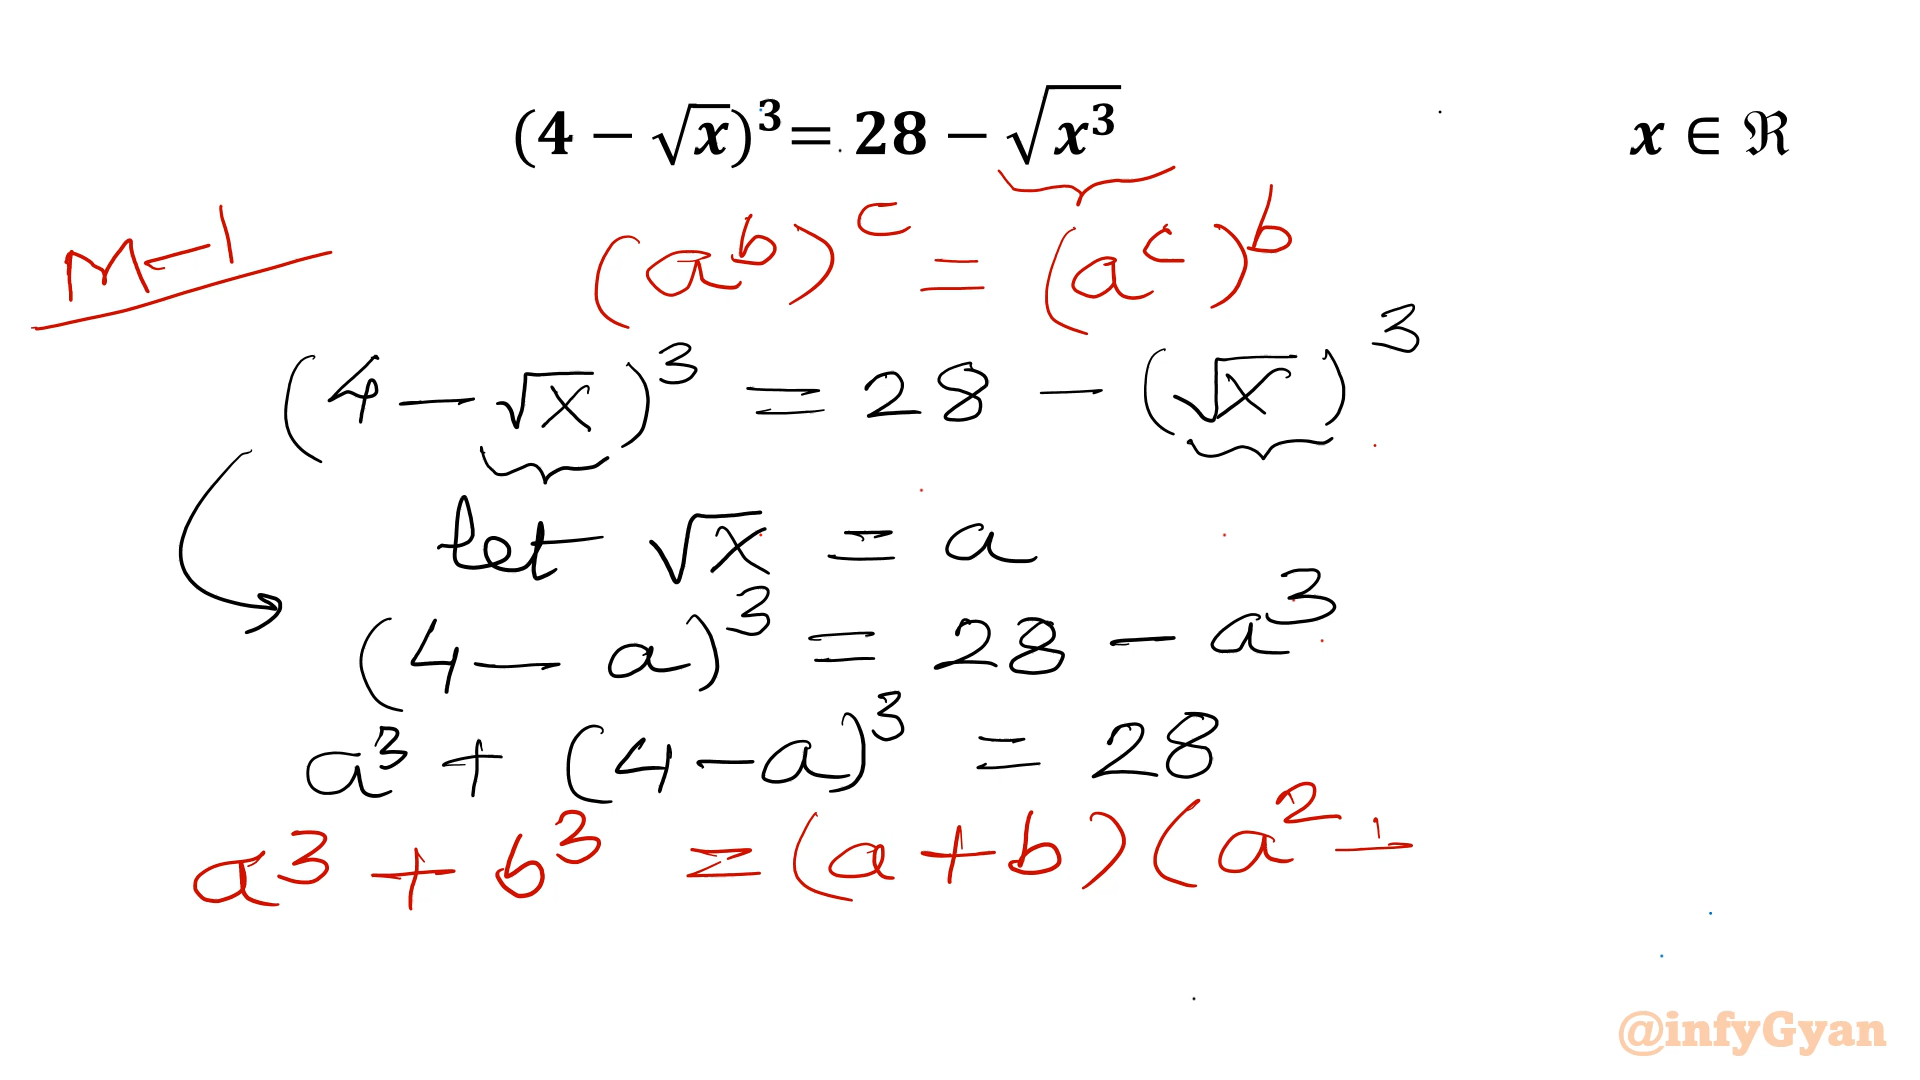 (4 − √x)³ = 28 − √x³ x ∈ ℜ
M-1
(a^b)^c = (a^c)^b
(4 − √x)³ = 28 − (√x)³
let √x = a
(4 − a)³ = 28 − a³
a³ + (4 − a)³ = 28
a³ + b³ = (a + b)(a² −
@infyGyan